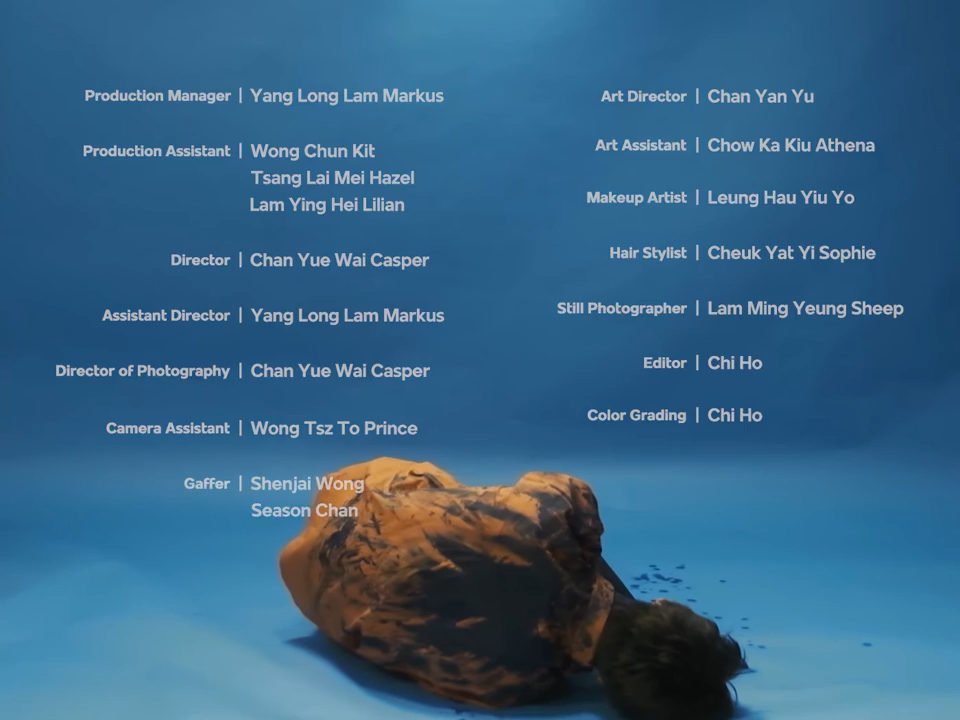 Production Manager | Yang Long Lam Markus
Production Assistant | Wong Chun Kit
Tsang Lai Mei Hazel
Lam Ying Hei Lilian
Director | Chan Yue Wai Casper
Assistant Director | Yang Long Lam Markus
Director of Photography | Chan Yue Wai Casper
Camera Assistant | Wong Tsz To Prince
Gaffer | Shenjai Wong
Season Chan
Art Director | Chan Yan Yu
Art Assistant | Chow Ka Kiu Athena
Makeup Artist | Leung Hau Yiu Yo
Hair Stylist | Cheuk Yat Yi Sophie
Still Photographer | Lam Ming Yeung Sheep
Editor | Chi Ho
Color Grading | Chi Ho